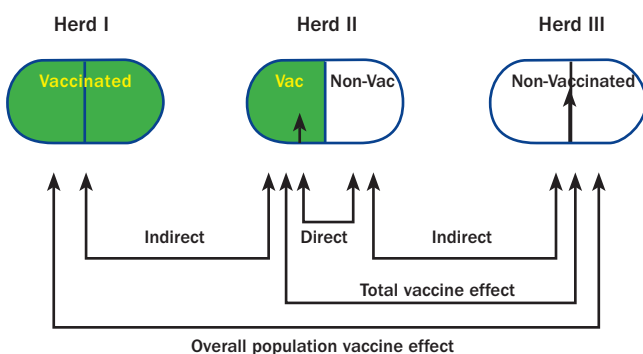 Herd I Herd II Herd III
Vaccinated Vac Non-Vac Non-Vaccinated
Indirect Direct Indirect
Total vaccine effect
Overall population vaccine effect